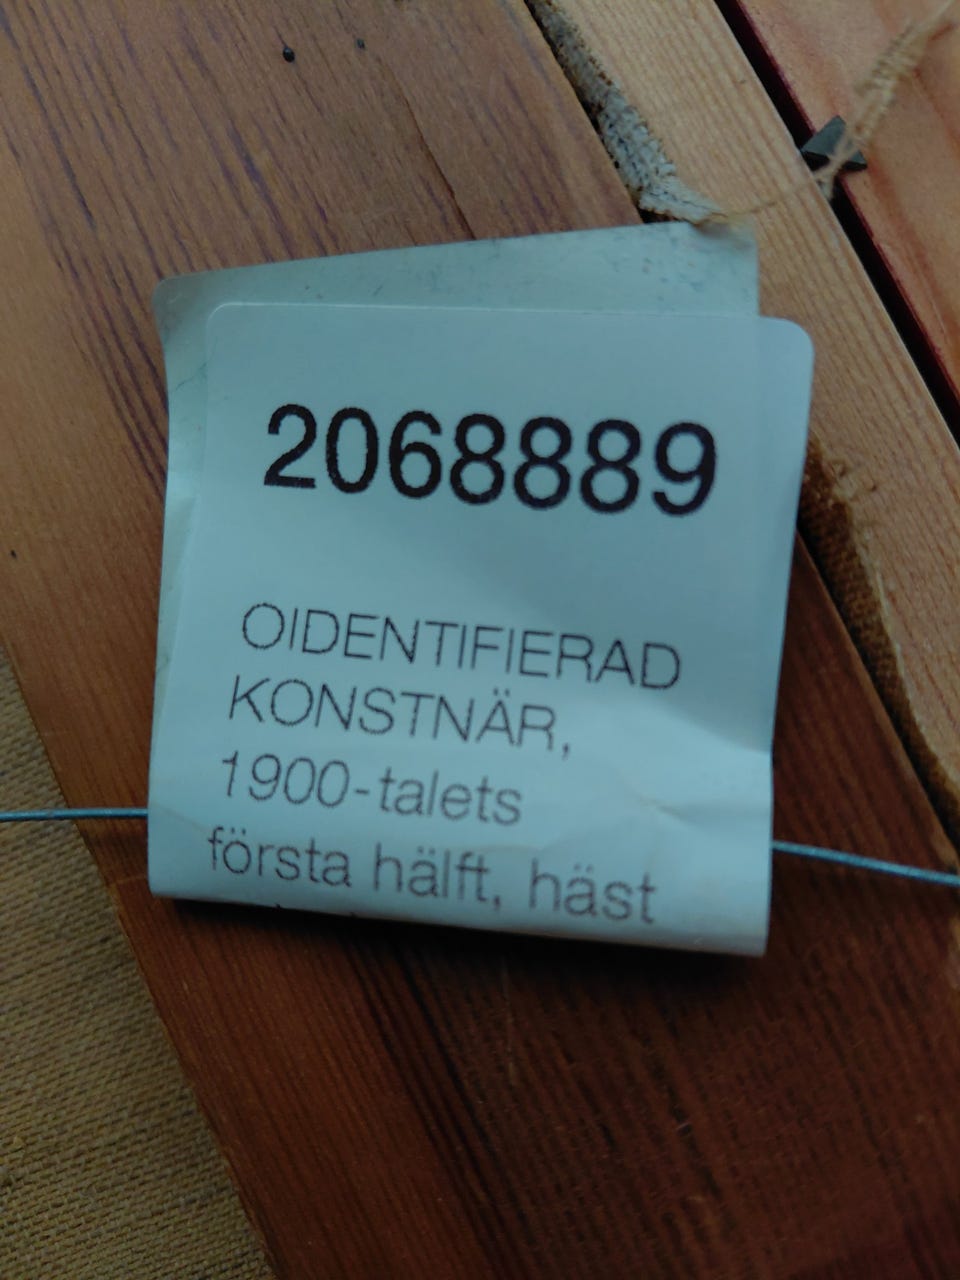 2068889
OIDENTIFIERAD
KONSTNÄR,
1900-talets
första hälft, häst